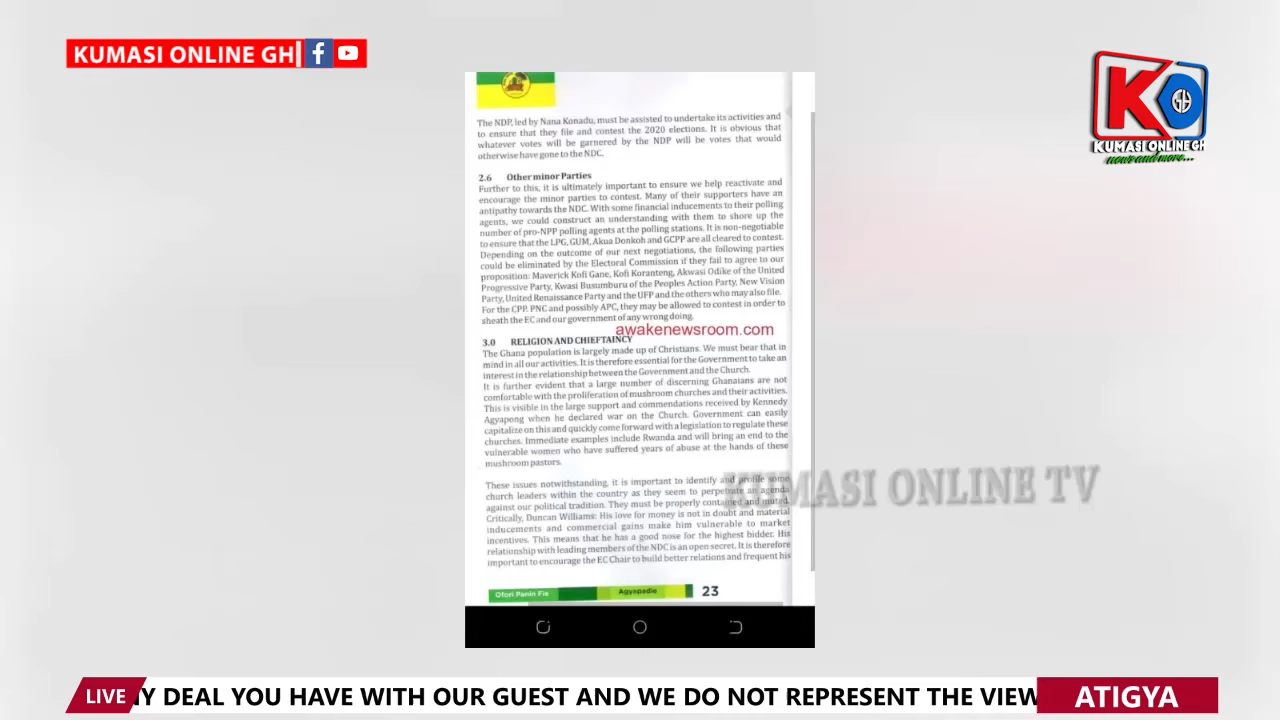 KUMASI ONLINE GH
KO
GH
KUMASI ONLINE GH
news and more...
The NDP, led by Nana Konadu, must be assisted to undertake its activities and
to ensure that they file and contest the 2020 elections. It is obvious that
whatever votes will be garnered by the NDP will be votes that would
otherwise have gone to the NDC.
2.6 Other minor Parties
Further to this, it is ultimately important to ensure we help reactivate and
encourage the minor parties to contest. Many of their supporters have an
antipathy towards the NDC. With some financial inducements to their polling
agents, we could construct an understanding with them to shore up the
number of pro-NPP polling agents at the polling stations. It is non-negotiable
to ensure that the LPG, GUM, Akua Donkoh and GCPP are all cleared to contest.
Depending on the outcome of our next negotiations, the following parties
could be eliminated by the Electoral Commission if they fail to agree to our
proposition: Maverick Kofi Gane, Kofi Koranteng, Akwasi Odike of the United
Progressive Party, Kwasi Busumburu of the Peoples Action Party, New Vision
Party, United Renaissance Party and the UFP and the others who may also file.
For the CPP, PNC and possibly APC, they may be allowed to contest in order to
sheath the EC and our government of any wrong doing.
awakenewsroom.com
3.0 RELIGION AND CHIEFTAINCY
The Ghana population is largely made up of Christians. We must bear that in
mind in all our activities. It is therefore essential for the Government to take an
interest in the relationship between the Government and the Church.
It is further evident that a large number of discerning Ghanaians are not
comfortable with the proliferation of mushroom churches and their activities.
This is visible in the large support and commendations received by Kennedy
Agyapong when he declared war on the Church. Government can easily
capitalize on this and quickly come forward with a legislation to regulate these
churches. Immediate examples include Rwanda and will bring an end to the
vulnerable women who have suffered years of abuse at the hands of these
mushroom pastors.
These issues notwithstanding, it is important to identify and profile some
church leaders within the country as they seem to perpetuate an agenda
against our political tradition. They must be properly contained and muted.
Critically, Duncan Williams: His love for money is not in doubt and material
inducements and commercial gains make him vulnerable to market
incentives. This means that he has a good nose for the highest bidder. His
relationship with leading members of the NDC is an open secret. It is therefore
important to encourage the EC Chair to build better relations and frequent his
KUMASI ONLINE TV
Ofori Panin Fie Agyapadie 23
LIVE
NY DEAL YOU HAVE WITH OUR GUEST AND WE DO NOT REPRESENT THE VIEW
ATIGYA